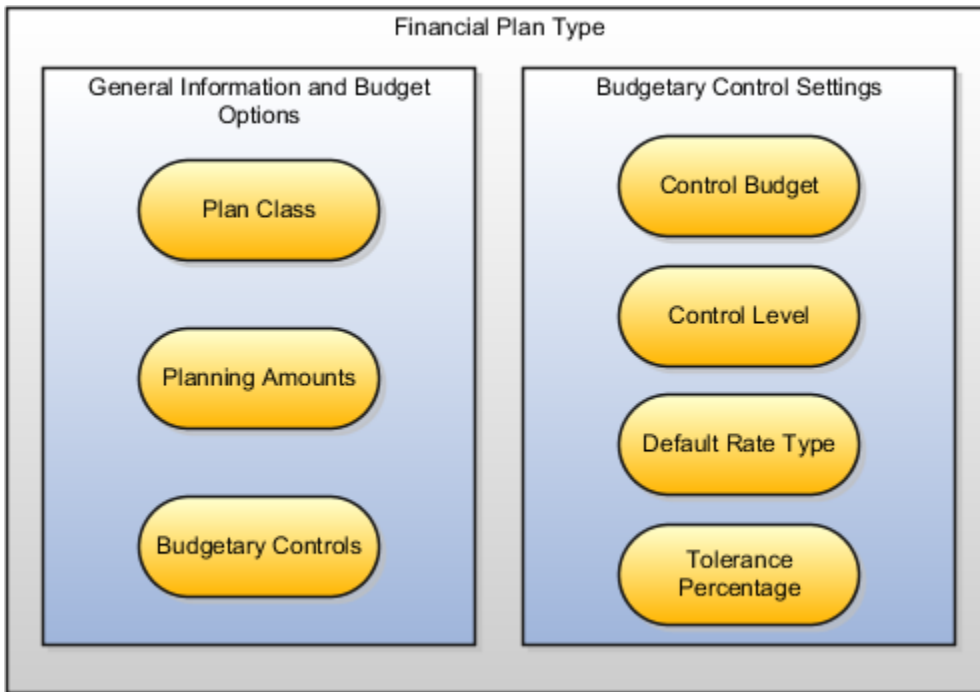 Financial Plan Type
General Information and Budget
Options
Plan Class
Planning Amounts
Budgetary Controls
Budgetary Control Settings
Control Budget
Control Level
Default Rate Type
Tolerance
Percentage